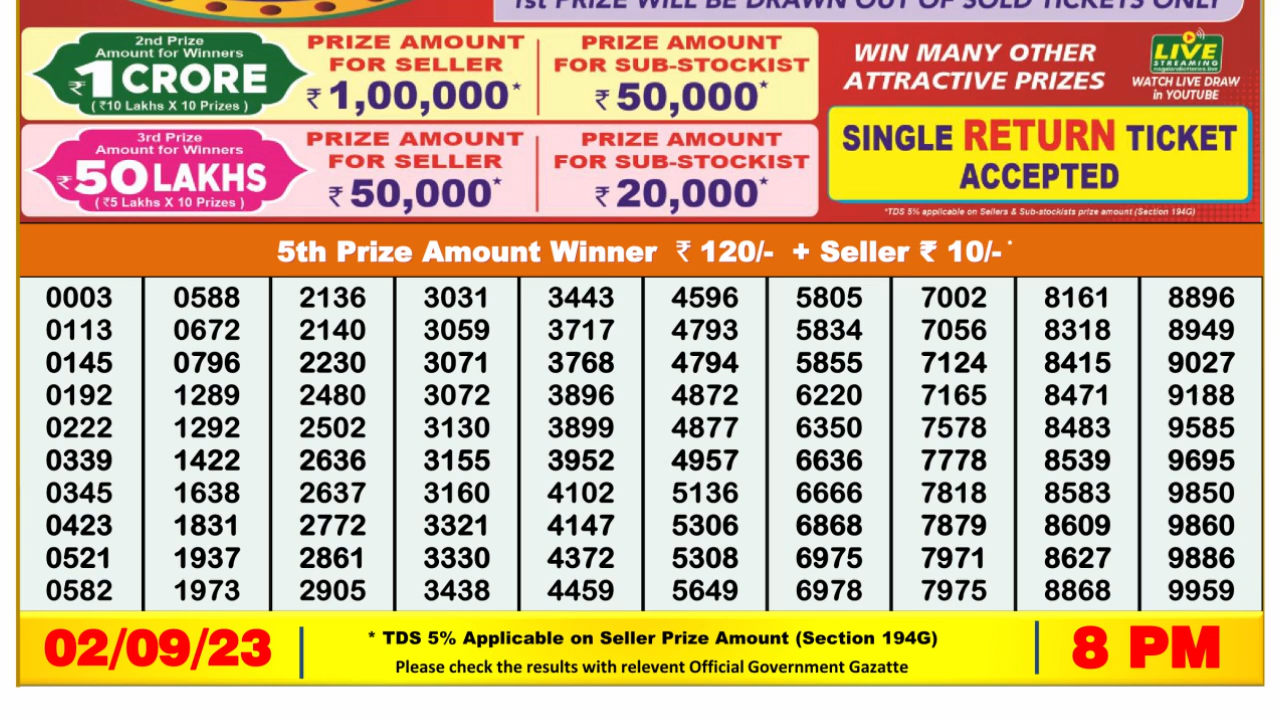 1st PRIZE WILL BE DRAWN OUT OF SOLD TICKETS ONLY
2nd Prize
Amount for Winners
₹1 CRORE
( ₹10 Lakhs X 10 Prizes )
PRIZE AMOUNT
FOR SELLER
₹ 1,00,000*
PRIZE AMOUNT
FOR SUB-STOCKIST
₹ 50,000*
3rd Prize
Amount for Winners
₹50 LAKHS
( ₹5 Lakhs X 10 Prizes )
PRIZE AMOUNT
FOR SELLER
₹ 50,000*
PRIZE AMOUNT
FOR SUB-STOCKIST
₹ 20,000*
WIN MANY OTHER
ATTRACTIVE PRIZES
LIVE
STREAMING
WATCH LIVE DRAW
in YOUTUBE
SINGLE RETURN TICKET
ACCEPTED
*TDS 5% applicable on Sellers & Sub-stockists prize amount (Section 194G)
5th Prize Amount Winner ₹ 120/- + Seller ₹ 10/-*
0003 0588 2136 3031 3443 4596 5805 7002 8161 8896
0113 0672 2140 3059 3717 4793 5834 7056 8318 8949
0145 0796 2230 3071 3768 4794 5855 7124 8415 9027
0192 1289 2480 3072 3896 4872 6220 7165 8471 9188
0222 1292 2502 3130 3899 4877 6350 7578 8483 9585
0339 1422 2636 3155 3952 4957 6636 7778 8539 9695
0345 1638 2637 3160 4102 5136 6666 7818 8583 9850
0423 1831 2772 3321 4147 5306 6868 7879 8609 9860
0521 1937 2861 3330 4372 5308 6975 7971 8627 9886
0582 1973 2905 3438 4459 5649 6978 7975 8868 9959
02/09/23
* TDS 5% Applicable on Seller Prize Amount (Section 194G)
Please check the results with relevent Official Government Gazatte
8 PM